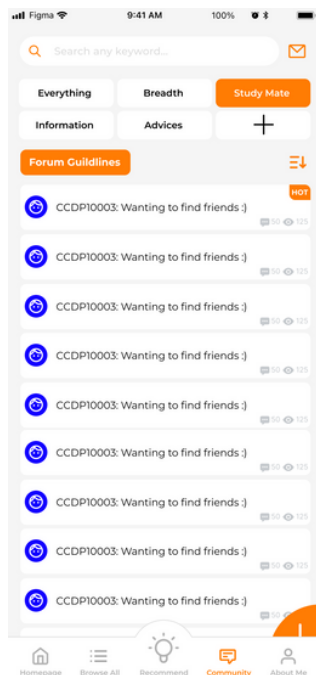 Figma 9:41 AM 100%
Search any keyword...
Everything Breadth Study Mate
Information Advices
Forum Guildlines
HOT
CCDP10003: Wanting to find friends :)
50 125
CCDP10003: Wanting to find friends :)
50 125
CCDP10003: Wanting to find friends :)
50 125
CCDP10003: Wanting to find friends :)
50 125
CCDP10003: Wanting to find friends :)
50 125
CCDP10003: Wanting to find friends :)
50 125
CCDP10003: Wanting to find friends :)
50 125
CCDP10003: Wanting to find friends :)
50 125
CCDP10003: Wanting to find friends :)
50
Homepage Browse All Recommend Community About Me